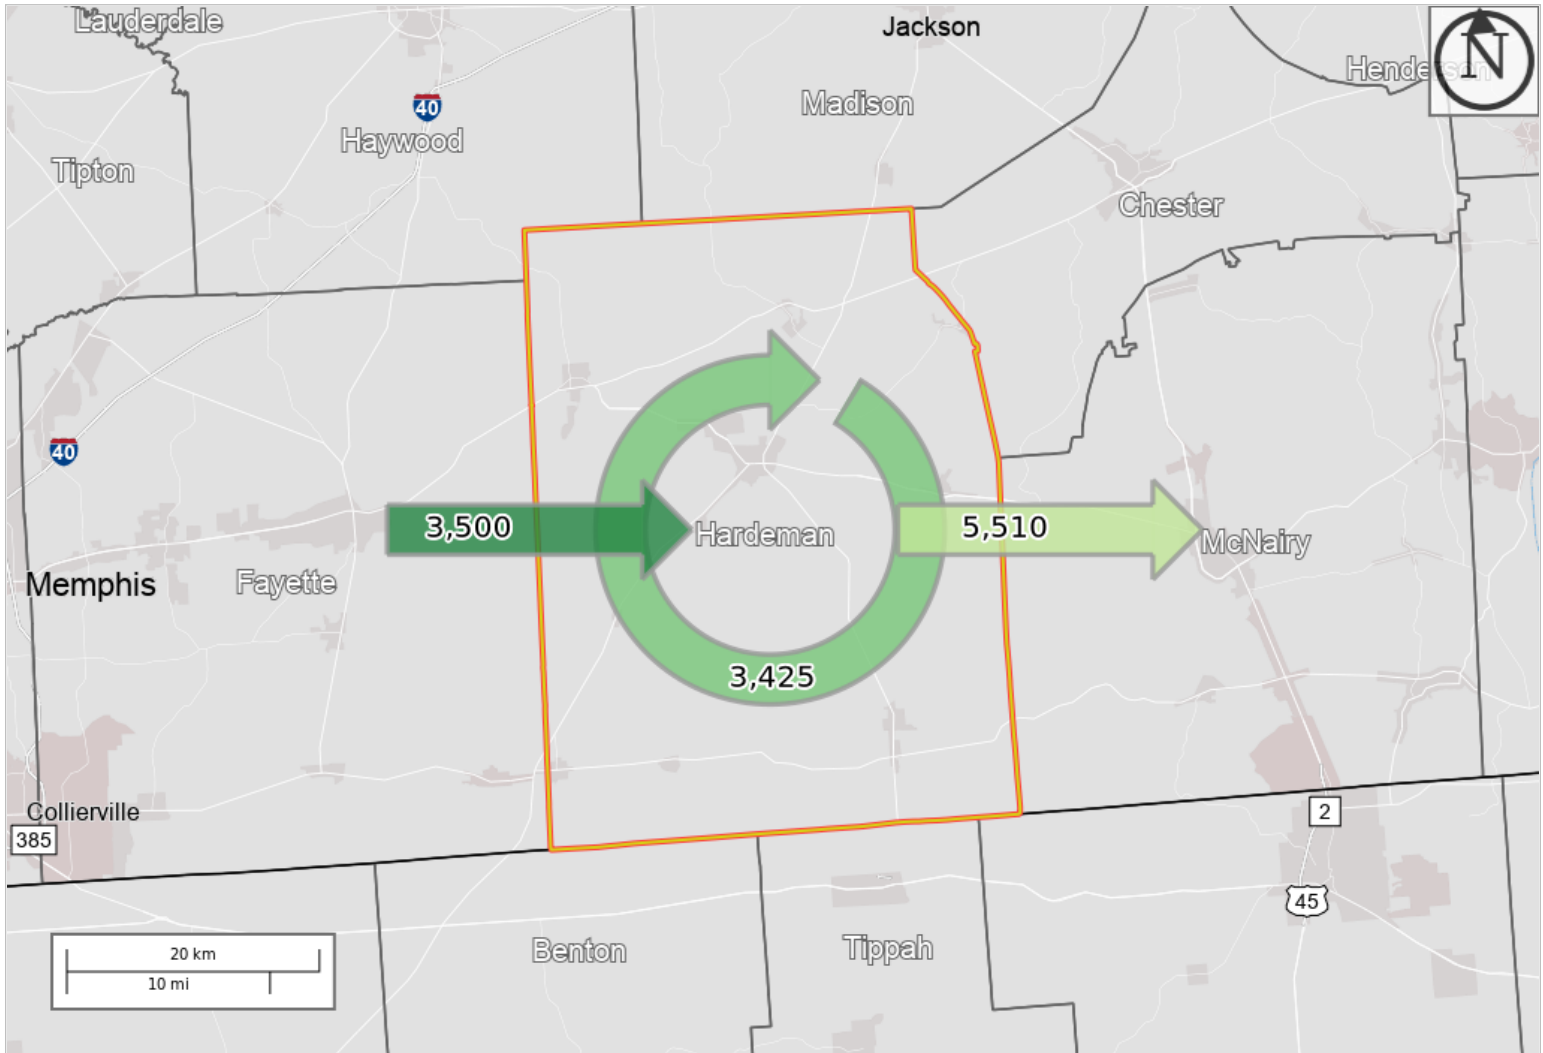 Lauderdale
Jackson
N
Henderson
40
Madison
Haywood
Tipton
Chester
40
3,500
Hardeman
5,510
McNairy
Memphis
Fayette
3,425
Collierville
385
2
45
20 km
10 mi
Benton
Tippah